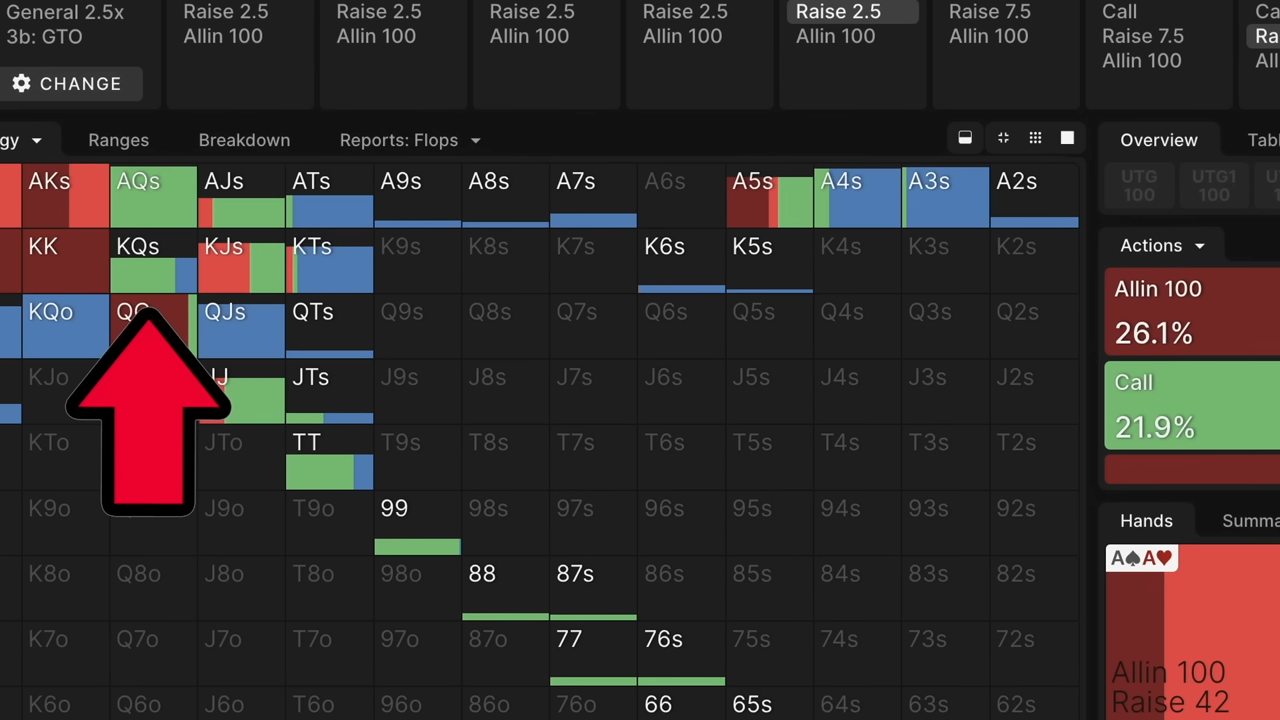 General 2.5x
3b: GTO
CHANGE
Raise 2.5
Allin 100
Raise 2.5
Allin 100
Raise 2.5
Allin 100
Raise 2.5
Allin 100
Raise 2.5
Allin 100
Raise 7.5
Allin 100
Call
Raise 7.5
Allin 100
Ca
Ra
All
gy Ranges Breakdown Reports: Flops
Overview Tabl
UTG 100 UTG1 100
Actions
Allin 100
26.1%
Call
21.9%
Hands Summa
A♠A♥
Allin 100
Raise 42
AKs AQs AJs ATs A9s A8s A7s A6s A5s A4s A3s A2s
KK KQs KJs KTs K9s K8s K7s K6s K5s K4s K3s K2s
KQo QJs QTs Q9s Q8s Q7s Q6s Q5s Q4s Q3s Q2s
KJo JTs J9s J8s J7s J6s J5s J4s J3s J2s
KTo JTo TT T9s T8s T7s T6s T5s T4s T3s T2s
K9o J9o T9o 99 98s 97s 96s 95s 94s 93s 92s
K8o Q8o J8o T8o 98o 88 87s 86s 85s 84s 83s 82s
K7o Q7o J7o T7o 97o 87o 77 76s 75s 74s 73s 72s
K6o Q6o J6o T6o 96o 86o 76o 66 65s 64s 63s 62s